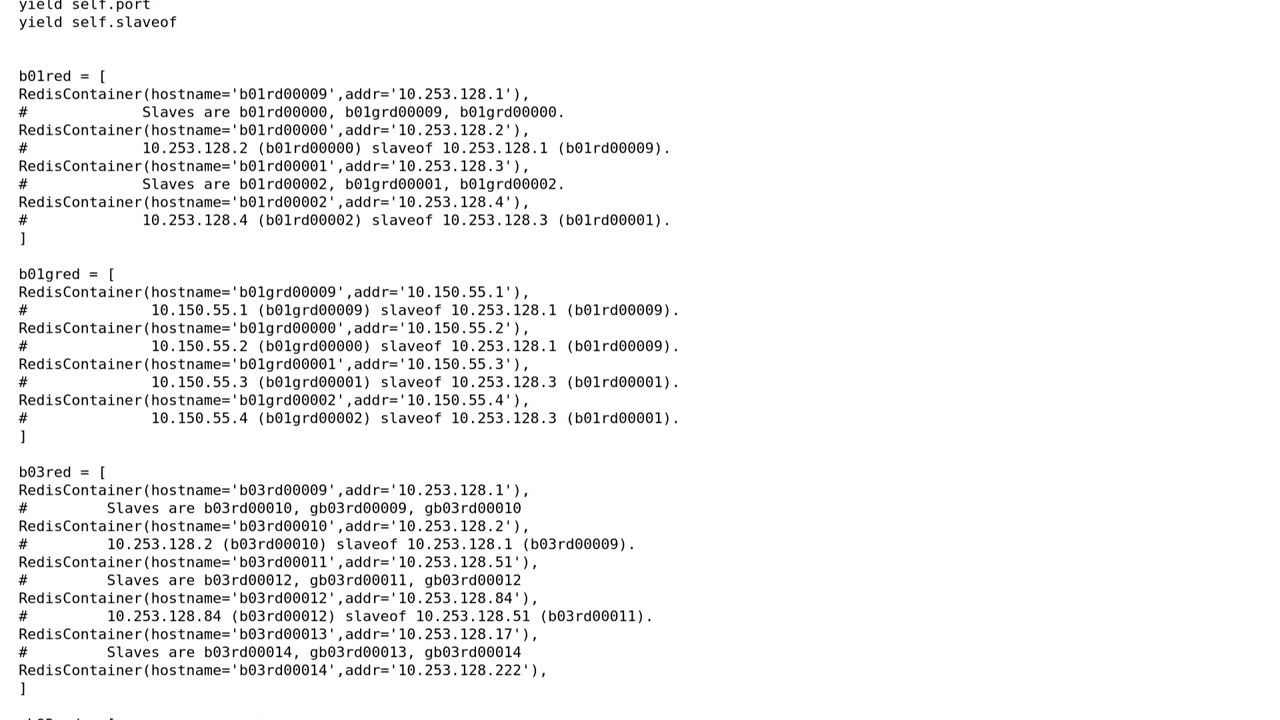 yield self.port
yield self.slaveof
b01red = [
RedisContainer(hostname='b01rd00009',addr='10.253.128.1'),
#             Slaves are b01rd00000, b01grd00009, b01grd00000.
RedisContainer(hostname='b01rd00000',addr='10.253.128.2'),
#             10.253.128.2 (b01rd00000) slaveof 10.253.128.1 (b01rd00009).
RedisContainer(hostname='b01rd00001',addr='10.253.128.3'),
#             Slaves are b01rd00002, b01grd00001, b01grd00002.
RedisContainer(hostname='b01rd00002',addr='10.253.128.4'),
#             10.253.128.4 (b01rd00002) slaveof 10.253.128.3 (b01rd00001).
]
b01gred = [
RedisContainer(hostname='b01grd00009',addr='10.150.55.1'),
#              10.150.55.1 (b01grd00009) slaveof 10.253.128.1 (b01rd00009).
RedisContainer(hostname='b01grd00000',addr='10.150.55.2'),
#              10.150.55.2 (b01grd00000) slaveof 10.253.128.1 (b01rd00009).
RedisContainer(hostname='b01grd00001',addr='10.150.55.3'),
#              10.150.55.3 (b01grd00001) slaveof 10.253.128.3 (b01rd00001).
RedisContainer(hostname='b01grd00002',addr='10.150.55.4'),
#              10.150.55.4 (b01grd00002) slaveof 10.253.128.3 (b01rd00001).
]
b03red = [
RedisContainer(hostname='b03rd00009',addr='10.253.128.1'),
#         Slaves are b03rd00010, gb03rd00009, gb03rd00010
RedisContainer(hostname='b03rd00010',addr='10.253.128.2'),
#         10.253.128.2 (b03rd00010) slaveof 10.253.128.1 (b03rd00009).
RedisContainer(hostname='b03rd00011',addr='10.253.128.51'),
#         Slaves are b03rd00012, gb03rd00011, gb03rd00012
RedisContainer(hostname='b03rd00012',addr='10.253.128.84'),
#         10.253.128.84 (b03rd00012) slaveof 10.253.128.51 (b03rd00011).
RedisContainer(hostname='b03rd00013',addr='10.253.128.17'),
#         Slaves are b03rd00014, gb03rd00013, gb03rd00014
RedisContainer(hostname='b03rd00014',addr='10.253.128.222'),
]